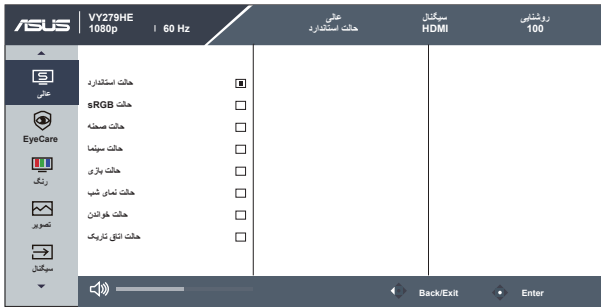 ASUS
VY279HE
1080p | 60 Hz
عالی
حالت استاندارد
سیگنال
HDMI
روشنایی
100
عالی
EyeCare
رنگ
تصویر
سیگنال
حالت استاندارد
حالت sRGB
حالت صحنه
حالت سینما
حالت بازی
حالت نمای شب
حالت خواندن
حالت اتاق تاریک
Back/Exit
Enter